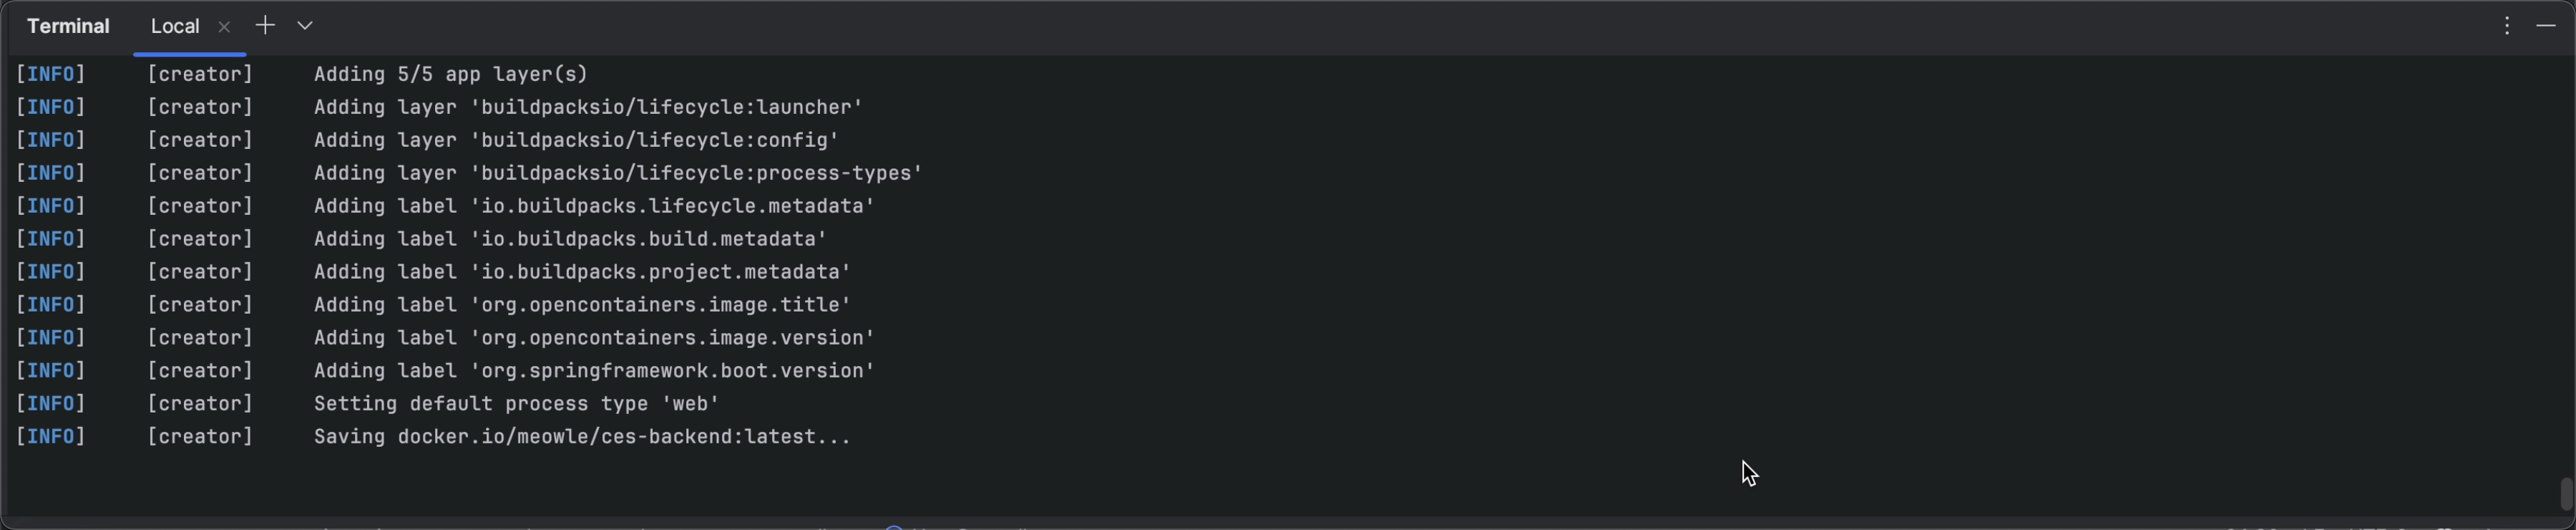 Terminal Local
[INFO] [creator] Adding 5/5 app layer(s)
[INFO] [creator] Adding layer 'buildpacksio/lifecycle:launcher'
[INFO] [creator] Adding layer 'buildpacksio/lifecycle:config'
[INFO] [creator] Adding layer 'buildpacksio/lifecycle:process-types'
[INFO] [creator] Adding label 'io.buildpacks.lifecycle.metadata'
[INFO] [creator] Adding label 'io.buildpacks.build.metadata'
[INFO] [creator] Adding label 'io.buildpacks.project.metadata'
[INFO] [creator] Adding label 'org.opencontainers.image.title'
[INFO] [creator] Adding label 'org.opencontainers.image.version'
[INFO] [creator] Adding label 'org.springframework.boot.version'
[INFO] [creator] Setting default process type 'web'
[INFO] [creator] Saving docker.io/meowle/ces-backend:latest...